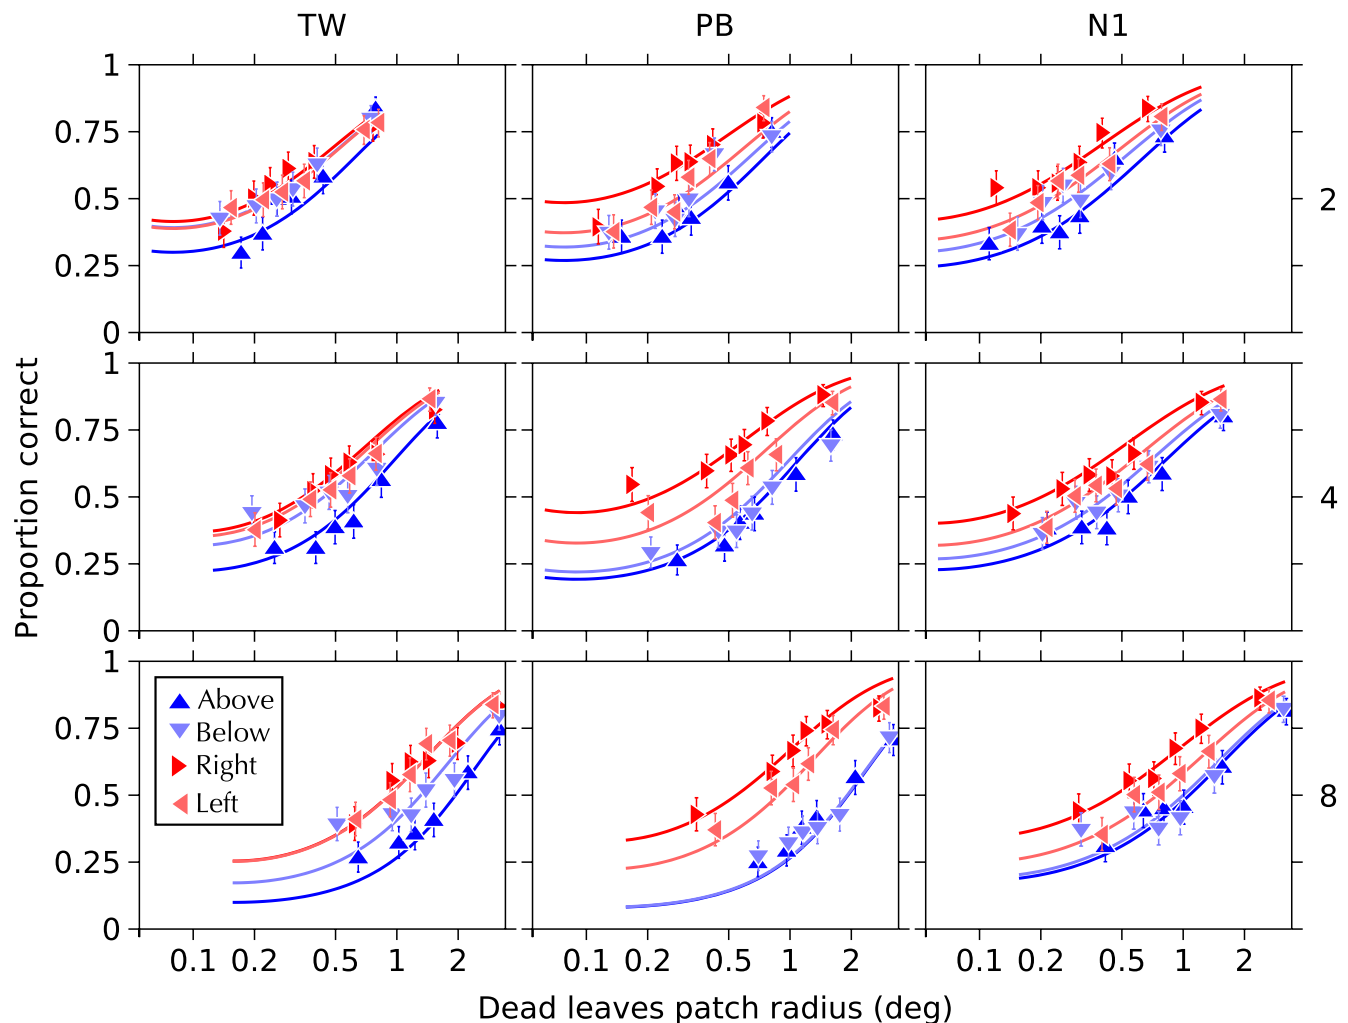 TW PB N1
1
0.75
0.5 2
0.25
0
1
0.75
0.5 4
0.25
0
1
0.75
0.5 8
0.25
0
Proportion correct
Above
Below
Right
Left
0.1 0.2 0.5 1 2 0.1 0.2 0.5 1 2 0.1 0.2 0.5 1 2
Dead leaves patch radius (deg)